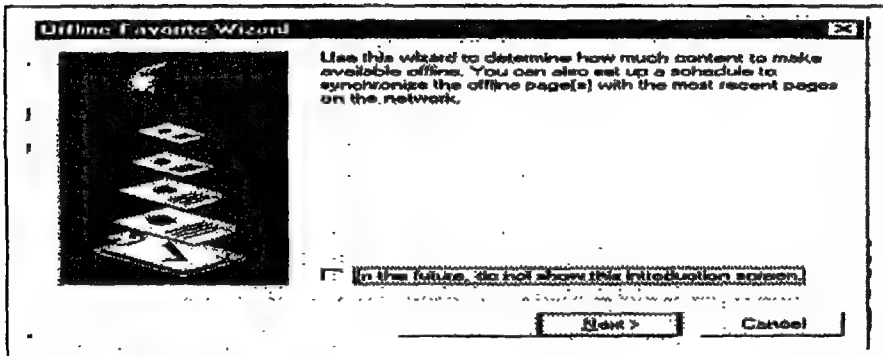 Offline Favorite Wizard
Use this wizard to determine how much content to make
available offline. You can also set up a schedule to
synchronize the offline page[s] with the most recent pages
on the network.
In the future, do not show this introduction screen.
Next >
Cancel